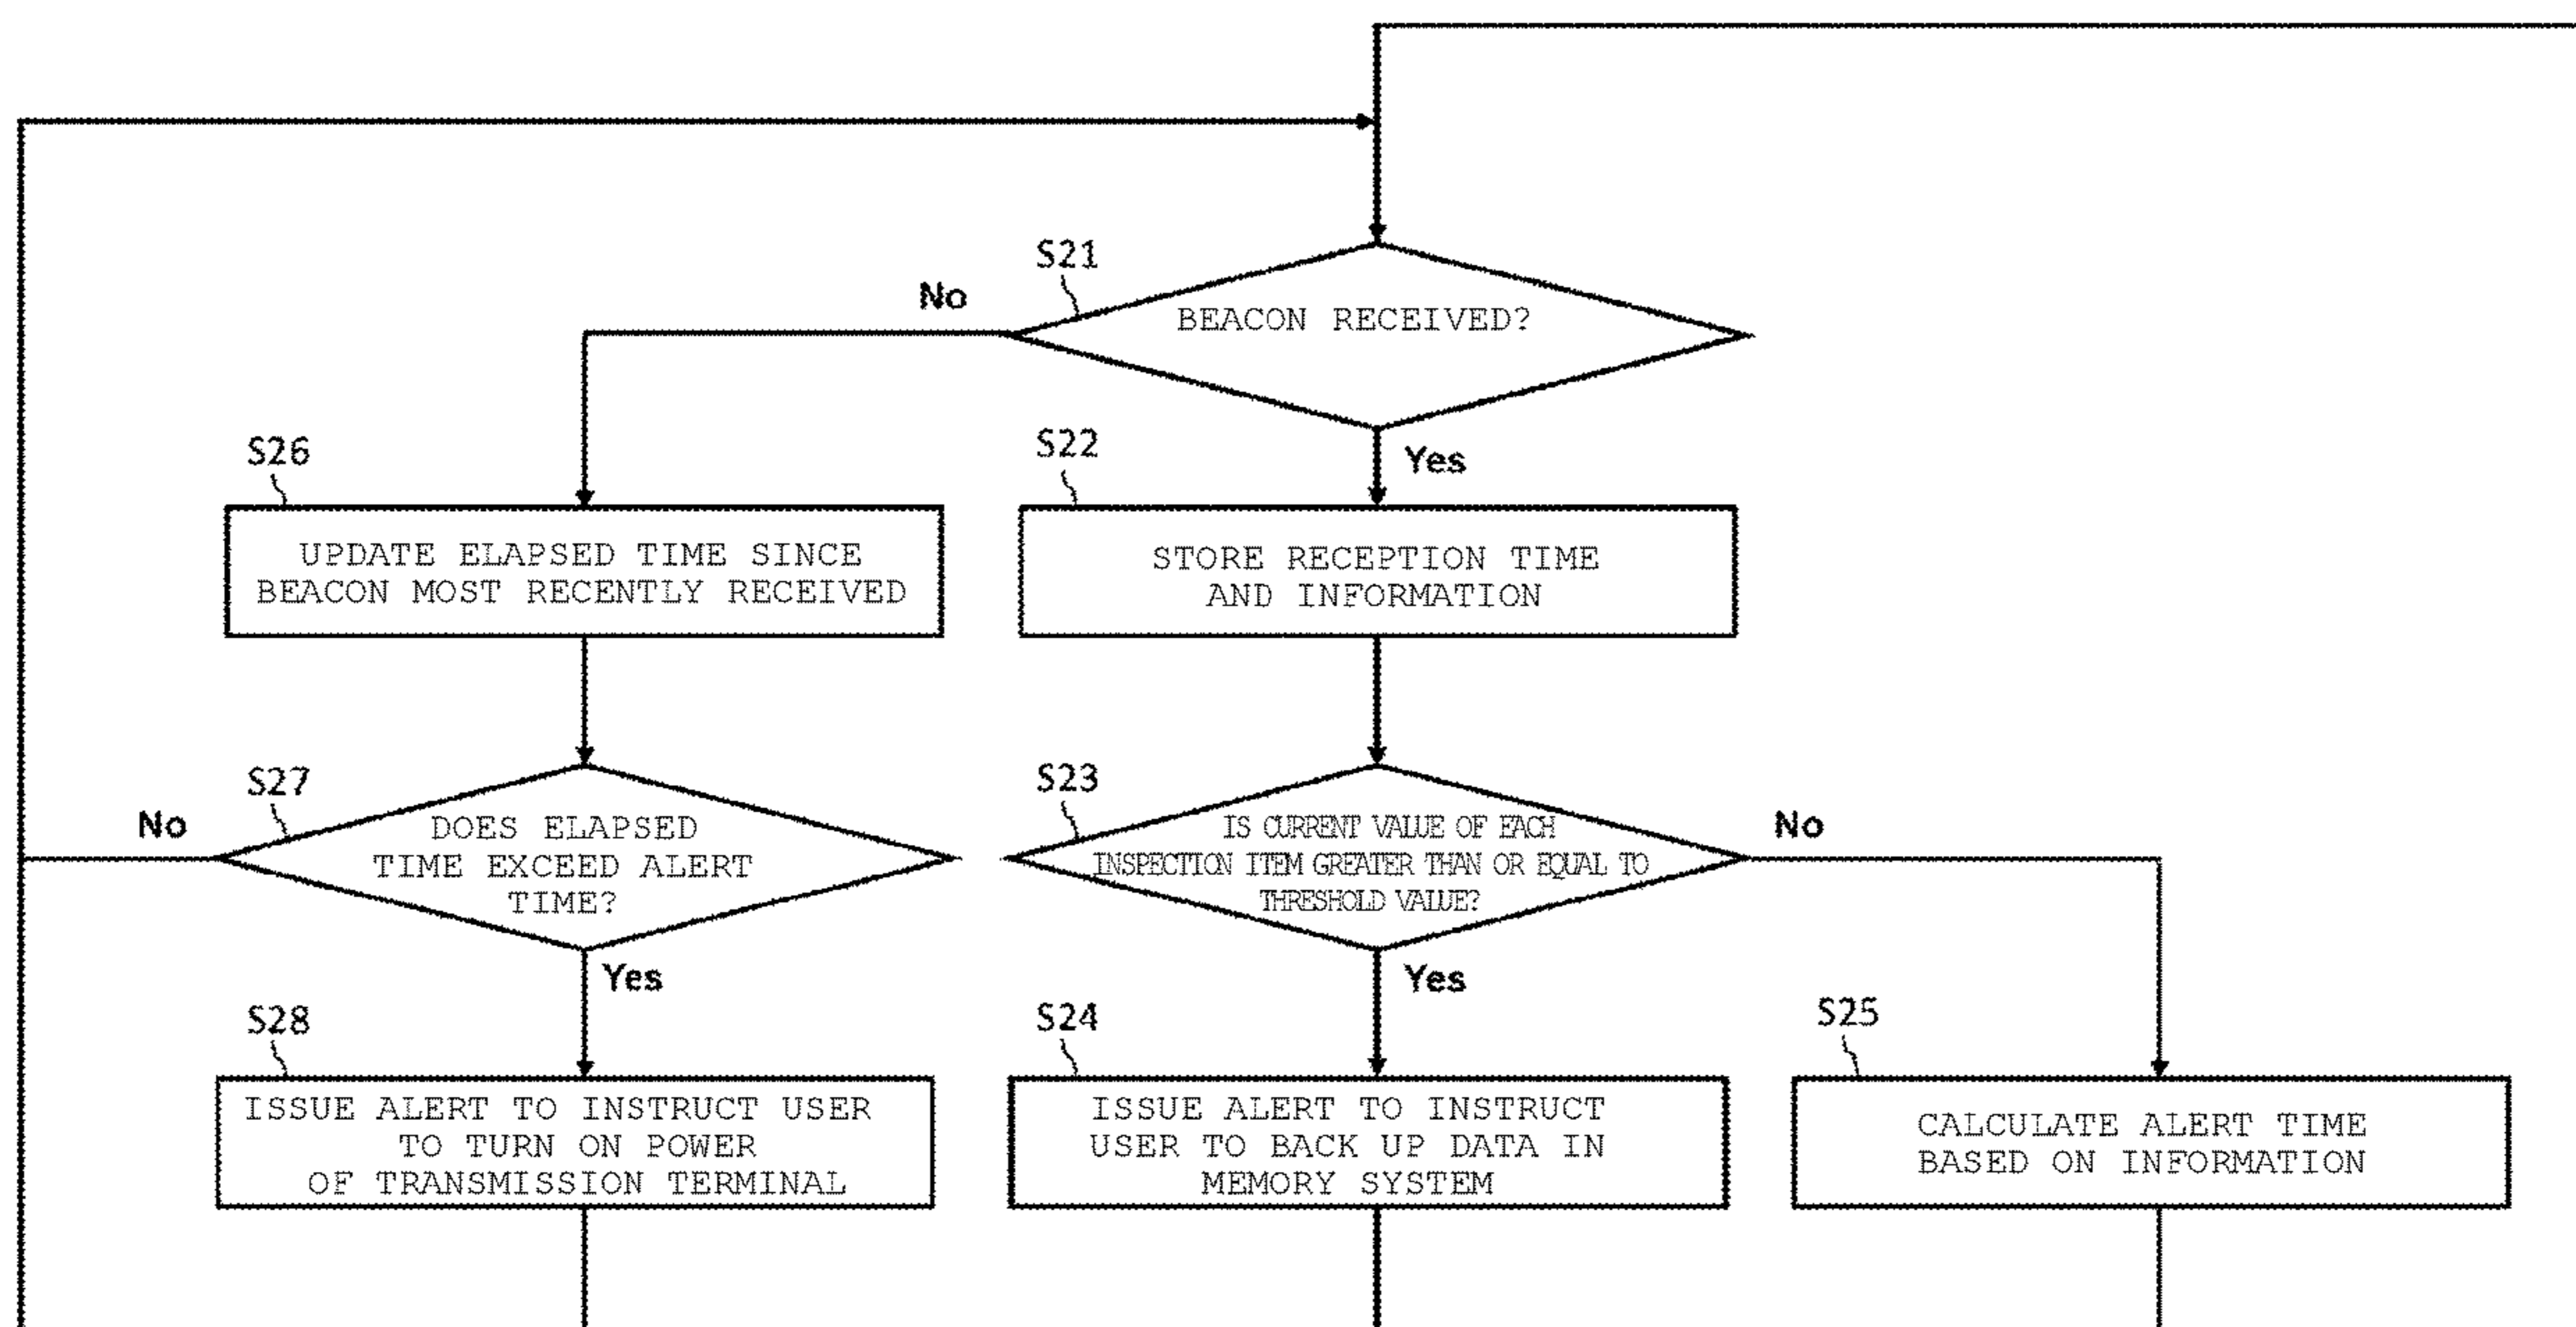 S21
No
BEACON RECEIVED?
S26
S22
Yes
UPDATE ELAPSED TIME SINCE
BEACON MOST RECENTLY RECEIVED
STORE RECEPTION TIME
AND INFORMATION
S27
No
DOES ELAPSED
TIME EXCEED ALERT
TIME?
S23
IS CURRENT VALUE OF EACH
INSPECTION ITEM GREATER THAN OR EQUAL TO
THRESHOLD VALUE?
No
Yes
Yes
S28
S24
S25
ISSUE ALERT TO INSTRUCT USER
TO TURN ON POWER
OF TRANSMISSION TERMINAL
ISSUE ALERT TO INSTRUCT
USER TO BACK UP DATA IN
MEMORY SYSTEM
CALCULATE ALERT TIME
BASED ON INFORMATION